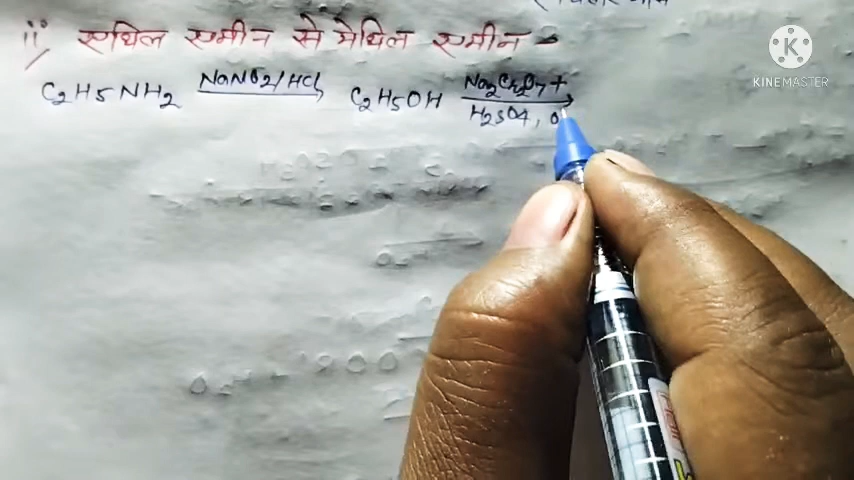 ii) एथिल एमीन से मेथिल एमीन -
C2H5NH2 NaNO2/HCl C2H5OH Na2Cr2O7 +
H2SO4, O
KINEMASTER